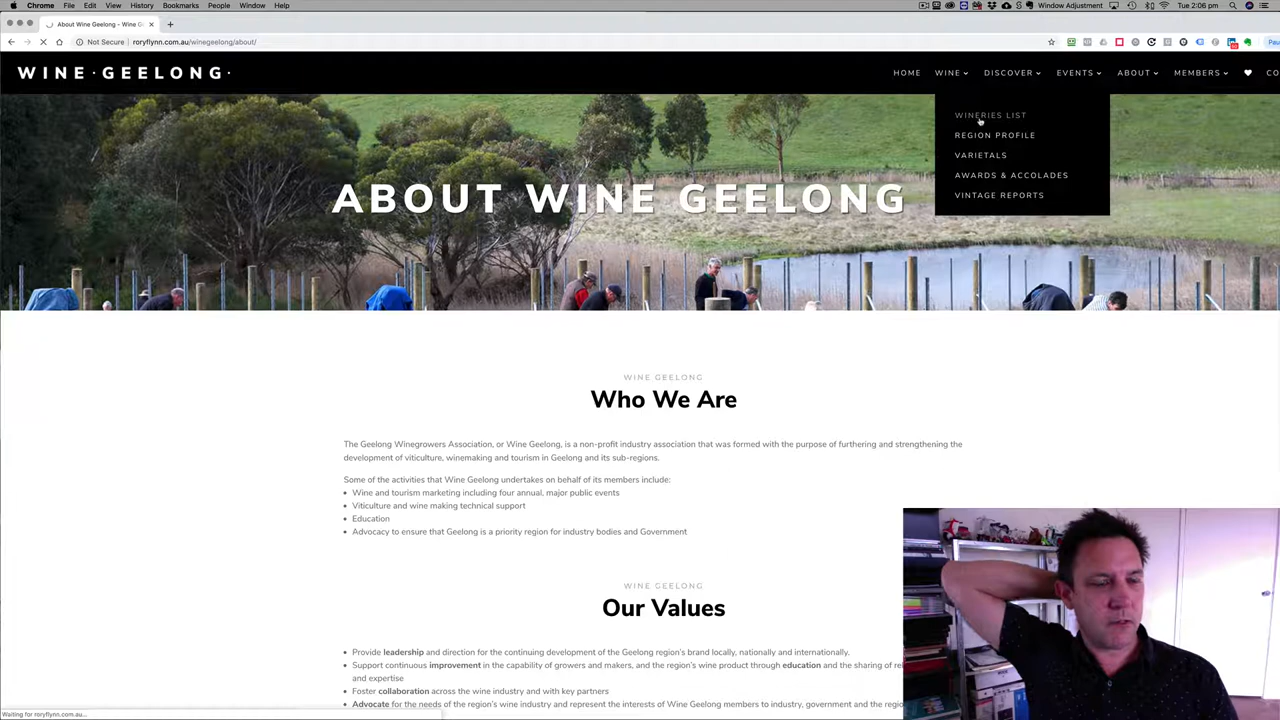 Chrome File Edit View History Bookmarks People Window Help Window Adjustment Tue 2:06 pm
About Wine Geelong - Wine G
Not Secure roryflynn.com.au/winegeelong/about/
WINE·GEELONG·
HOME WINE DISCOVER EVENTS ABOUT MEMBERS CO
WINERIES LIST
REGION PROFILE
VARIETALS
AWARDS & ACCOLADES
VINTAGE REPORTS
ABOUT WINE GEELONG
WINE GEELONG
Who We Are
The Geelong Winegrowers Association, or Wine Geelong, is a non-profit industry association that was formed with the purpose of furthering and strengthening the
development of viticulture, winemaking and tourism in Geelong and its sub-regions.
Some of the activities that Wine Geelong undertakes on behalf of its members include:
• Wine and tourism marketing including four annual, major public events
• Viticulture and wine making technical support
• Education
• Advocacy to ensure that Geelong is a priority region for industry bodies and Government
WINE GEELONG
Our Values
• Provide leadership and direction for the continuing development of the Geelong region's brand locally, nationally and internationally.
• Support continuous improvement in the capability of growers and makers, and the region's wine product through education and the sharing of re
and expertise
• Foster collaboration across the wine industry and with key partners
• Advocate for the needs of the region's wine industry and represent the interests of Wine Geelong members to industry, government and the regio
Waiting for roryflynn.com.au...